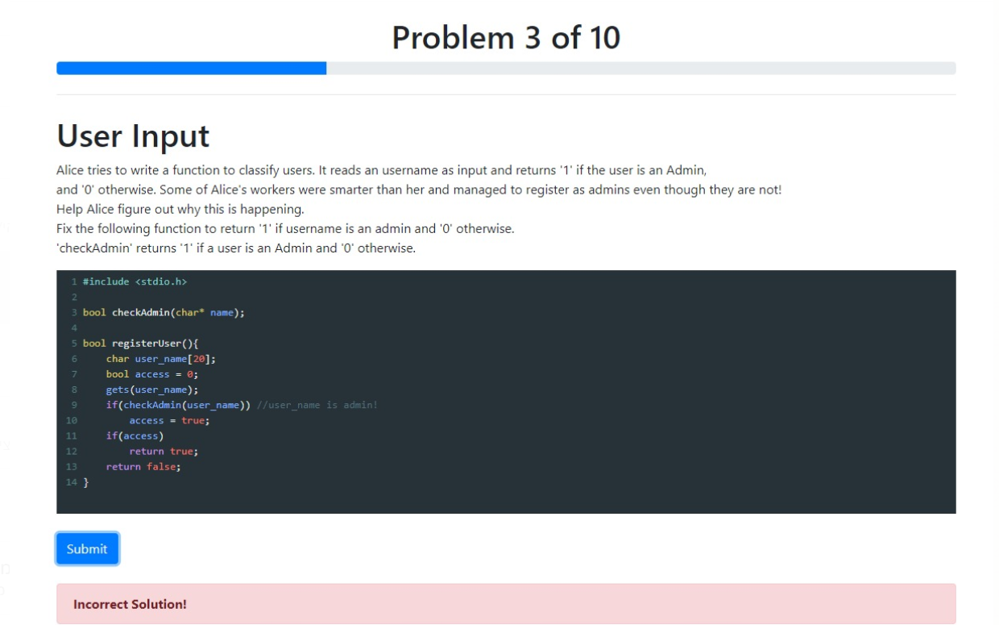 Problem 3 of 10
User Input
Alice tries to write a function to classify users. It reads an username as input and returns '1' if the user is an Admin,
and '0' otherwise. Some of Alice's workers were smarter than her and managed to register as admins even though they are not!
Help Alice figure out why this is happening.
Fix the following function to return '1' if username is an admin and '0' otherwise.
'checkAdmin' returns '1' if a user is an Admin and '0' otherwise.
1 #include <stdio.h>
2
3 bool checkAdmin(char* name);
4
5 bool registerUser(){
6     char user_name[20];
7     bool access = 0;
8     gets(user_name);
9     if(checkAdmin(user_name)) //user_name is admin!
10         access = true;
11     if(access)
12         return true;
13     return false;
14 }
Submit
Incorrect Solution!